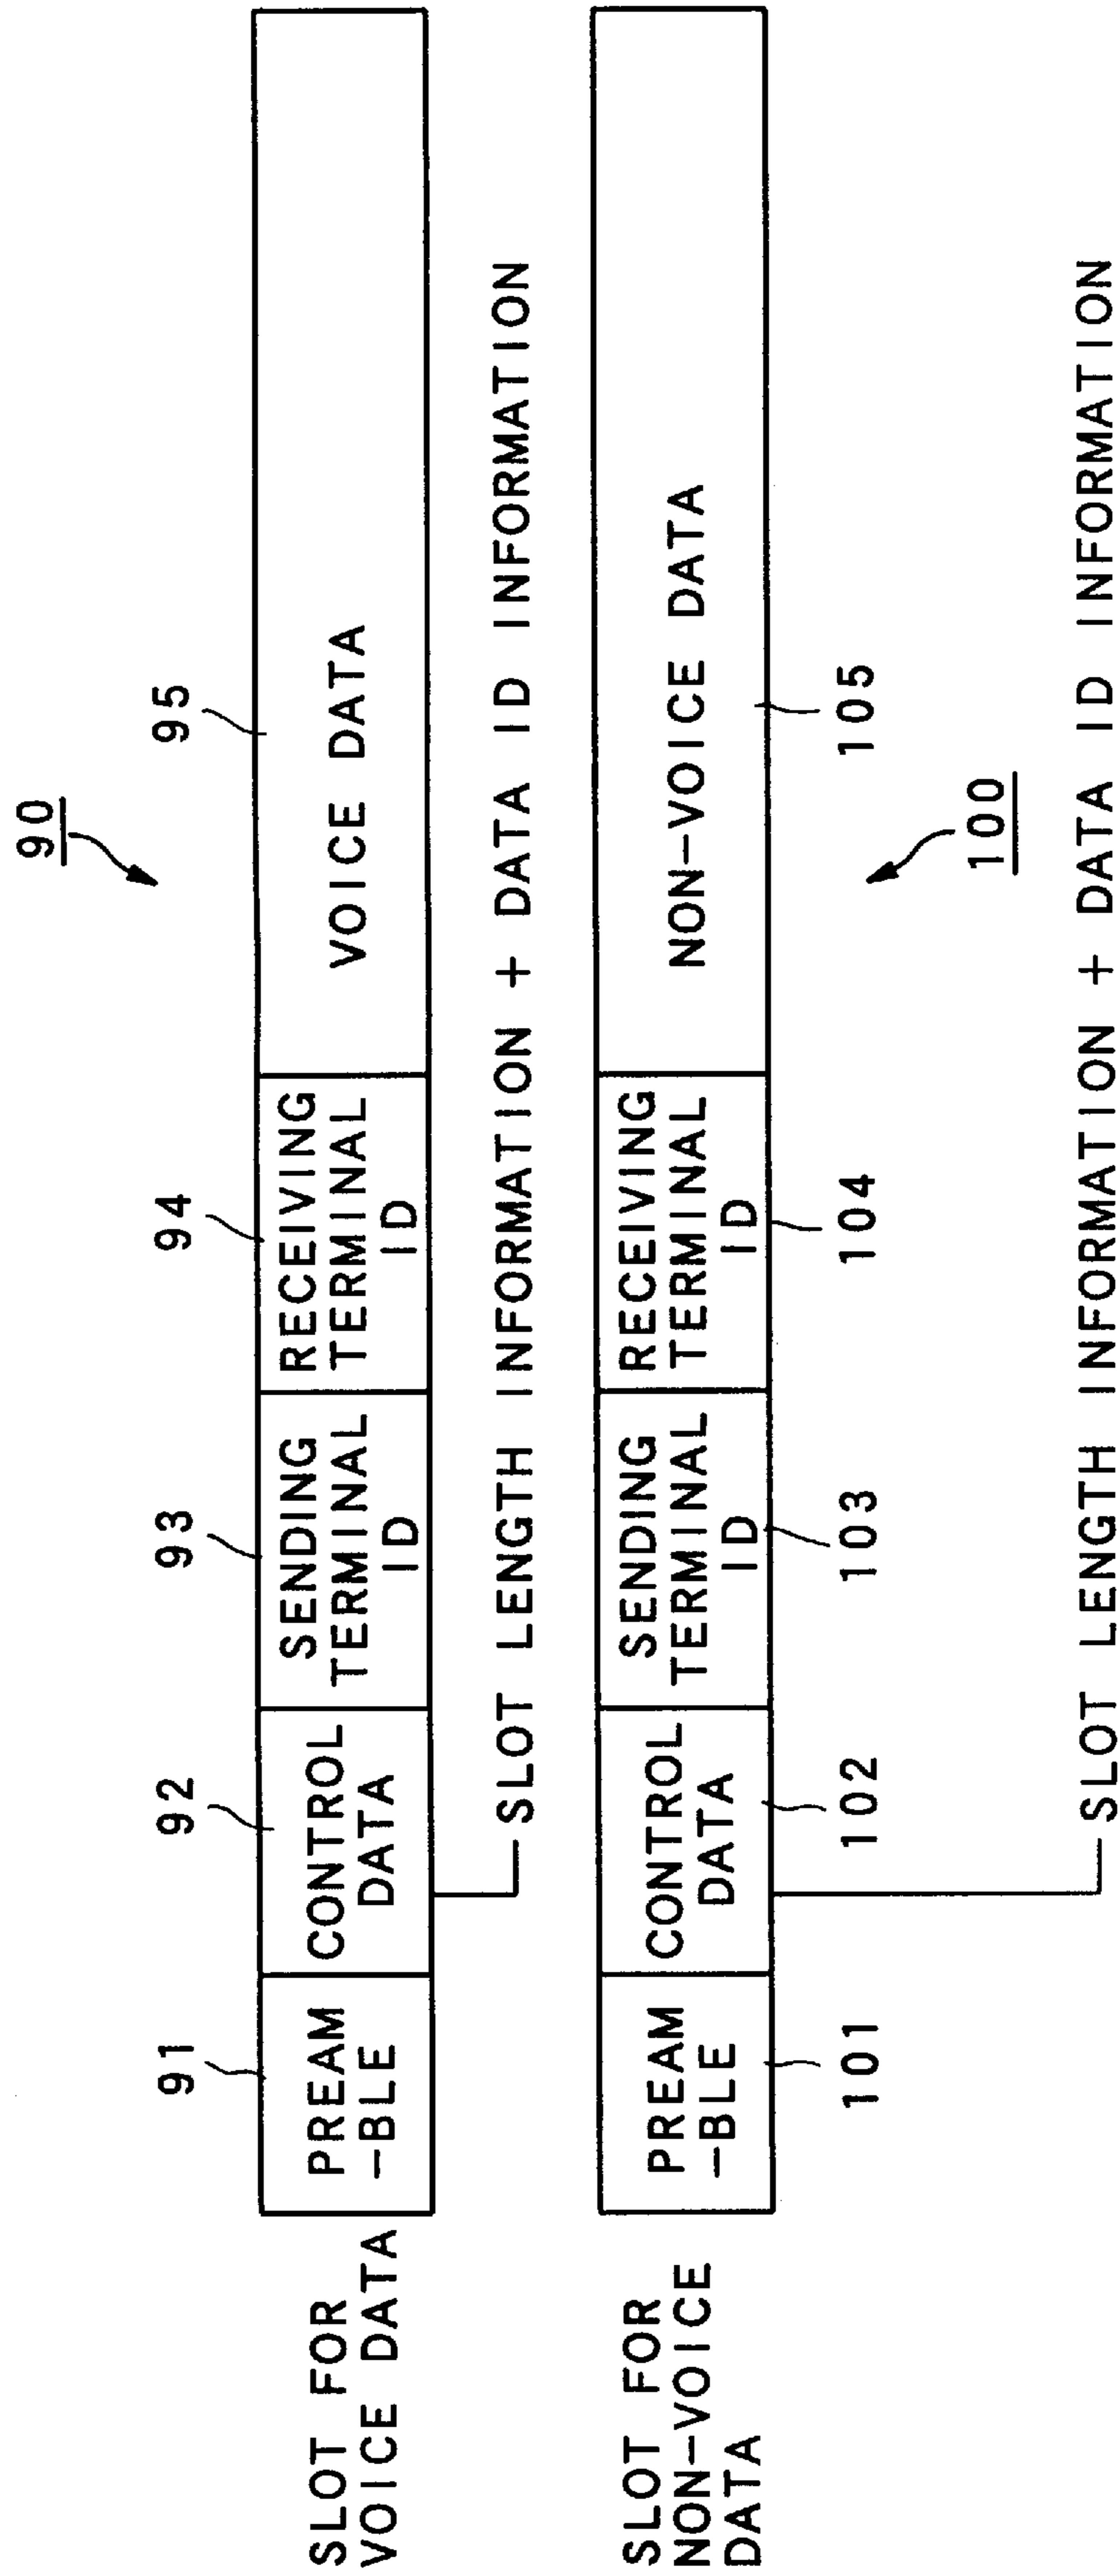 90
91
92
93
94
95
SLOT FOR
VOICE DATA
PREAM
-BLE
CONTROL
DATA
SENDING
TERMINAL
ID
RECEIVING
TERMINAL
ID
VOICE DATA
SLOT LENGTH INFORMATION + DATA ID INFORMATION
SLOT FOR
NON-VOICE
DATA
PREAM
-BLE
CONTROL
DATA
SENDING
TERMINAL
ID
RECEIVING
TERMINAL
ID
NON-VOICE DATA
101
102
103
104
105
100
SLOT LENGTH INFORMATION + DATA ID INFORMATION